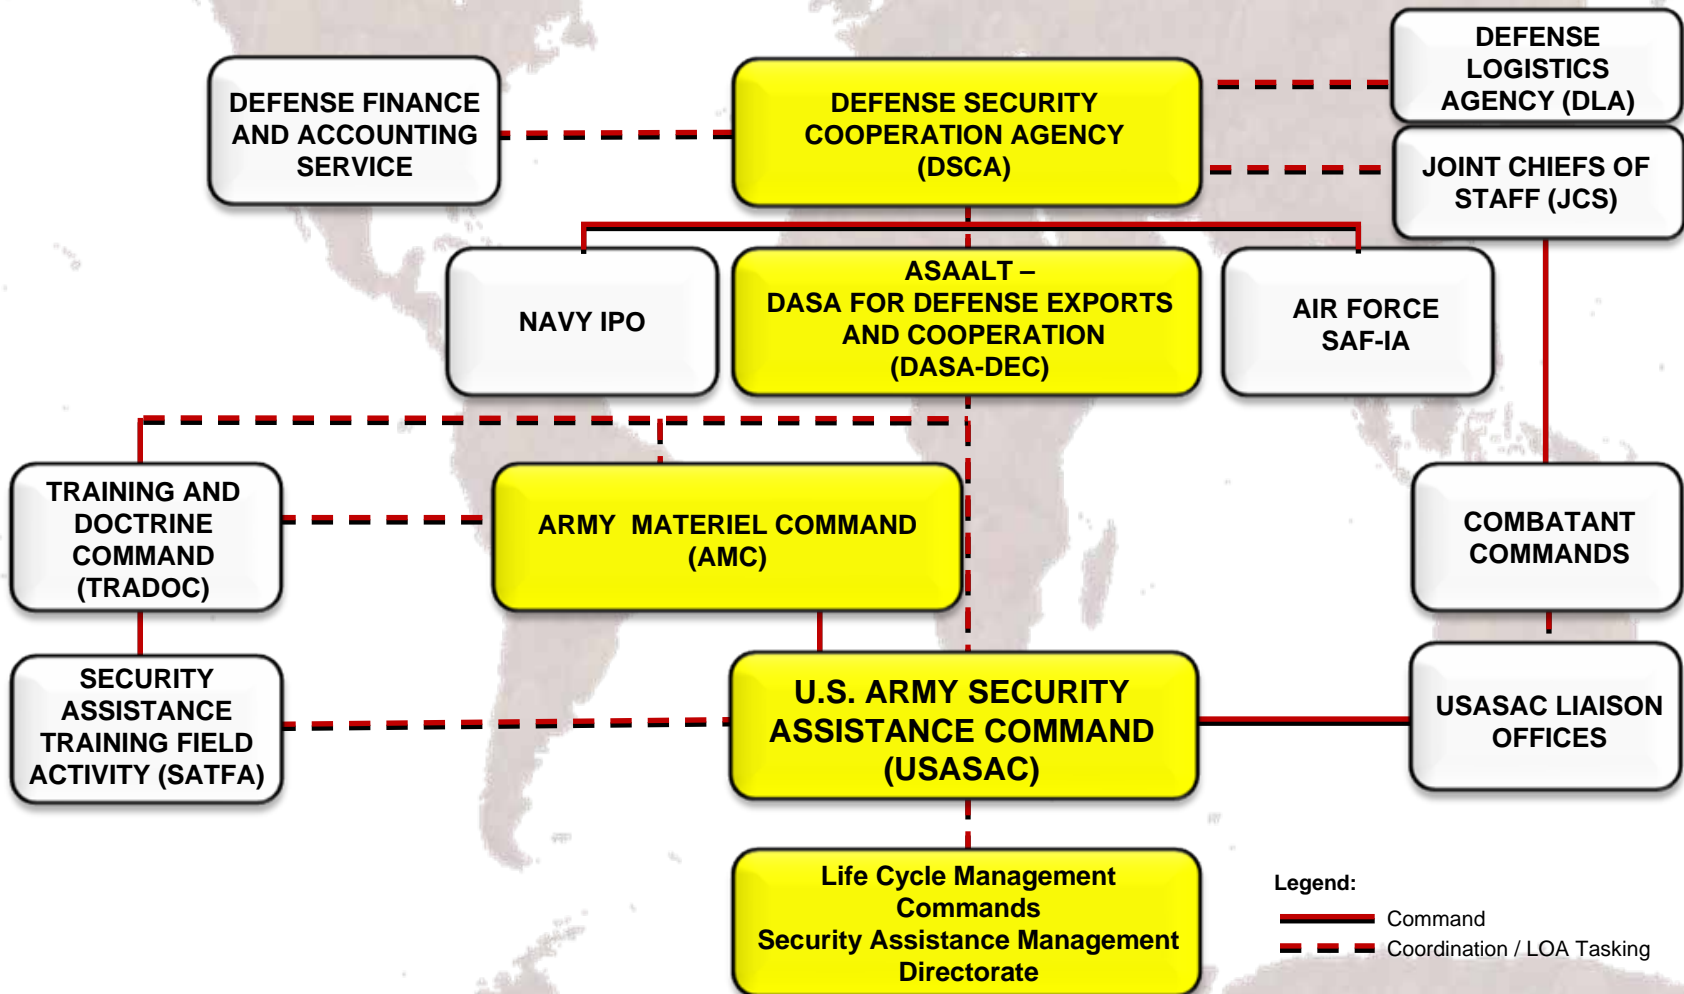 DEFENSE FINANCE
AND ACCOUNTING
SERVICE
DEFENSE SECURITY
COOPERATION AGENCY
(DSCA)
DEFENSE
LOGISTICS
AGENCY (DLA)
JOINT CHIEFS OF
STAFF (JCS)
NAVY IPO
ASAALT –
DASA FOR DEFENSE EXPORTS
AND COOPERATION
(DASA-DEC)
AIR FORCE
SAF-IA
TRAINING AND
DOCTRINE
COMMAND
(TRADOC)
ARMY MATERIEL COMMAND
(AMC)
COMBATANT
COMMANDS
SECURITY
ASSISTANCE
TRAINING FIELD
ACTIVITY (SATFA)
U.S. ARMY SECURITY
ASSISTANCE COMMAND
(USASAC)
USASAC LIAISON
OFFICES
Life Cycle Management
Commands
Security Assistance Management
Directorate
Legend:
Command
Coordination / LOA Tasking